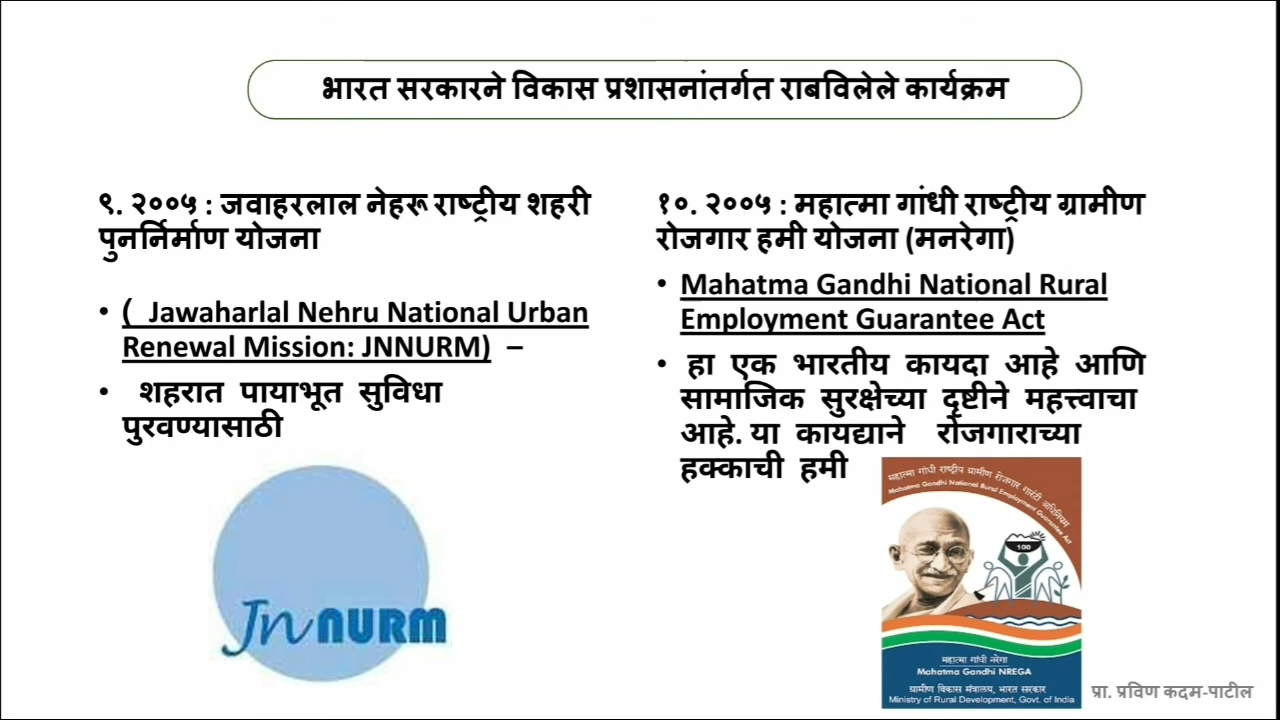 भारत सरकारने विकास प्रशासनांतर्गत राबविलेले कार्यक्रम
९. २००५ : जवाहरलाल नेहरू राष्ट्रीय शहरी
पुनर्निर्माण योजना
• ( Jawaharlal Nehru National Urban
Renewal Mission: JNNURM) –
• शहरात पायाभूत सुविधा
पुरवण्यासाठी
JnNURM
१०. २००५ : महात्मा गांधी राष्ट्रीय ग्रामीण
रोजगार हमी योजना (मनरेगा)
• Mahatma Gandhi National Rural
Employment Guarantee Act
• हा एक भारतीय कायदा आहे आणि
सामाजिक सुरक्षेच्या दृष्टीने महत्त्वाचा
आहे. या कायद्याने रोजगाराच्या
हक्काची हमी
महात्मा गांधी राष्ट्रीय ग्रामीण रोजगार गारंटी अधिनियम
Mahatma Gandhi National Rural Employment Guarantee Act
100
महात्मा गांधी नरेगा
Mahatma Gandhi NREGA
ग्रामीण विकास मंत्रालय, भारत सरकार
Ministry of Rural Development, Govt. of India
प्रा. प्रविण कदम-पाटील